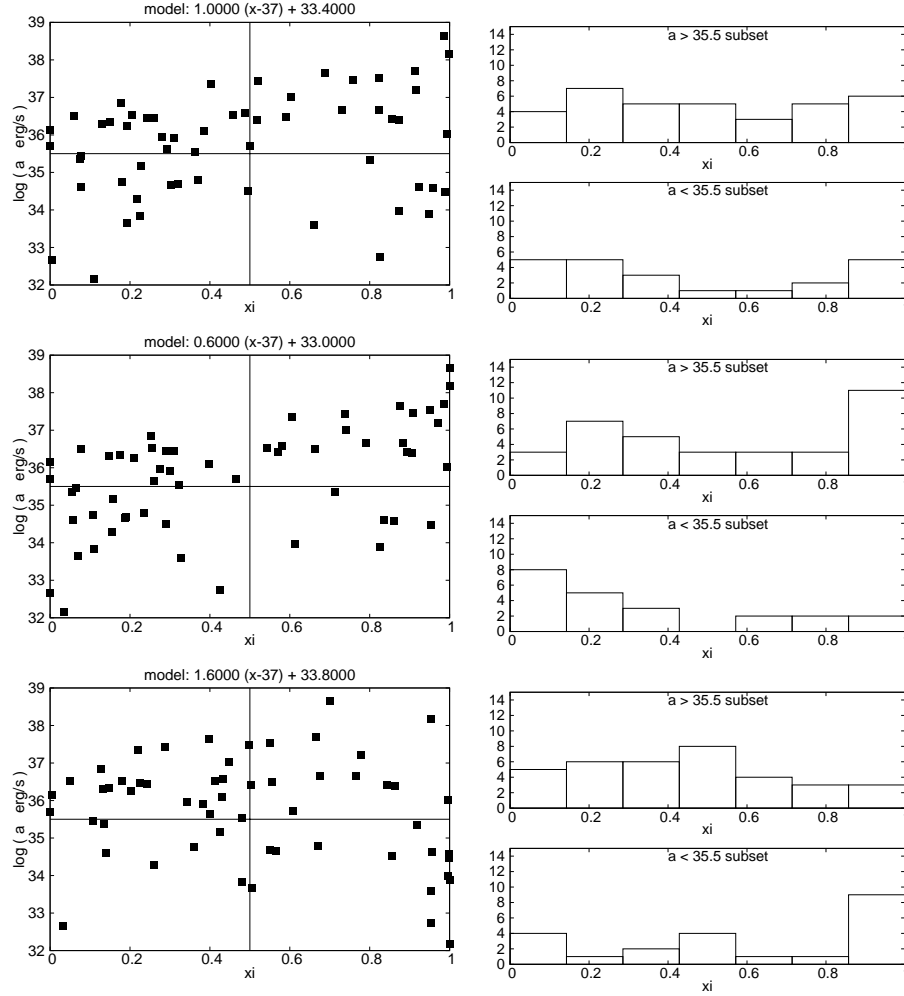 model: 1.0000 (x-37) + 33.4000
39
38
37
36
35
34
33
32
log ( a erg/s )
0 0.2 0.4 0.6 0.8 1
xi
a > 35.5 subset
14
12
10
8
6
4
2
0
0 0.2 0.4 0.6 0.8
xi
a < 35.5 subset
14
12
10
8
6
4
2
0
0 0.2 0.4 0.6 0.8
xi
model: 0.6000 (x-37) + 33.0000
39
38
37
36
35
34
33
32
log ( a erg/s )
0 0.2 0.4 0.6 0.8 1
xi
a > 35.5 subset
14
12
10
8
6
4
2
0
0 0.2 0.4 0.6 0.8
xi
a < 35.5 subset
14
12
10
8
6
4
2
0
0 0.2 0.4 0.6 0.8
xi
model: 1.6000 (x-37) + 33.8000
39
38
37
36
35
34
33
32
log ( a erg/s )
0 0.2 0.4 0.6 0.8 1
xi
a > 35.5 subset
14
12
10
8
6
4
2
0
0 0.2 0.4 0.6 0.8
xi
a < 35.5 subset
14
12
10
8
6
4
2
0
0 0.2 0.4 0.6 0.8
xi